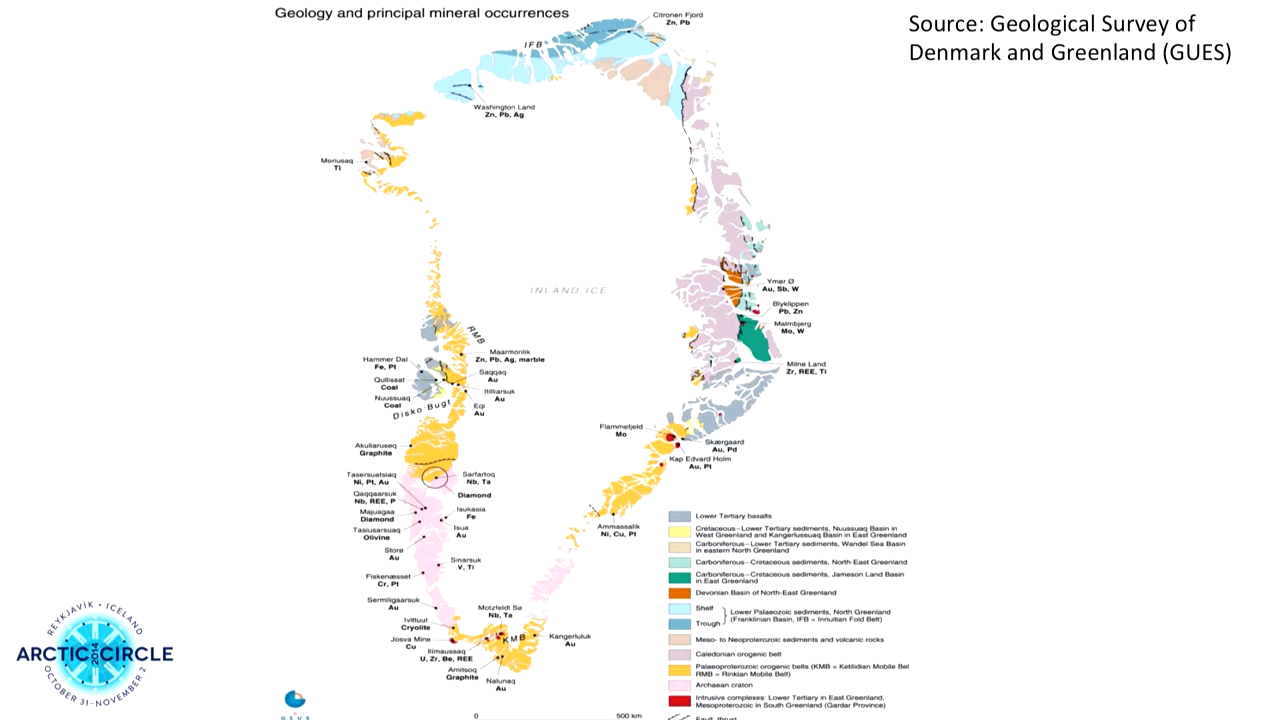 Geology and principal mineral occurrences
Source: Geological Survey of
Denmark and Greenland (GUES)
Citronen Fjord
Zn, Pb
IFB
Washington Land
Zn, Pb, Ag
Moriusaq
Ti
INLAND ICE
Ymer Ø
Au, Sb, W
Blyklippen
Pb, Zn
Malmbjerg
Mo, W
Milne Land
Zr, REE, Ti
RMB
Maarmorilik
Zn, Pb, Ag, marble
Hammer Dal
Fe, Pt
Saqqaq
Au
Qullissat
Coal
Itilliarsuk
Au
Nuussuaq
Coal
Disko Bugt
Eqi
Au
Flammefjeld
Mo
Skærgaard
Au, Pd
Kap Edvard Holm
Au, Pt
Akuliaruseq
Graphite
Tasersuatsiaq
Ni, Pt, Au
Sarfartoq
Nb, Ta
Diamond
Qaqqaarsuk
Nb, REE, P
Majuagaa
Diamond
Isukasia
Fe
Tasiusarsuaq
Olivine
Isua
Au
Ammassalik
Ni, Cu, Pt
Storø
Au
Sinarsuk
V, Ti
Fiskenæsset
Cr, Pt
Sermiligaarsuk
Au
Motzfeldt Sø
Nb, Ta
Ivittuut
Cryolite
Josva Mine
Cu
KMB
Kangerluluk
Au
Ilimaussaq
U, Zr, Be, REE
Amitsoq
Graphite
Nalunaq
Au
Lower Tertiary basalts
Cretaceous–Lower Tertiary sediments, Nuussuaq Basin in
West Greenland and Kangerlussuaq Basin in East Greenland
Carboniferous–Lower Tertiary sediments, Wandel Sea Basin
in eastern North Greenland
Carboniferous–Cretaceous sediments, North-East Greenland
Carboniferous–Cretaceous sediments, Jameson Land Basin
in East Greenland
Devonian Basin of North-East Greenland
Shelf
Trough
Lower Palaeozoic sediments, North Greenland
(Franklinian Basin, IFB = Innuitian Fold Belt)
Meso- to Neoproterozoic sediments and volcanic rocks
Caledonian orogenic belt
Palaeoproterozoic orogenic belts (KMB = Ketilidian Mobile Bel
RMB = Rinkian Mobile Belt)
Archaean craton
Intrusive complexes: Lower Tertiary in East Greenland,
Mesoproterozoic in South Greenland (Gardar Province)
Fault, thrust
0 500 km
GEUS
REYKJAVÍK • ICELAND
ARCTIC CIRCLE
2014
OCTOBER 31–NOVEMBER 2